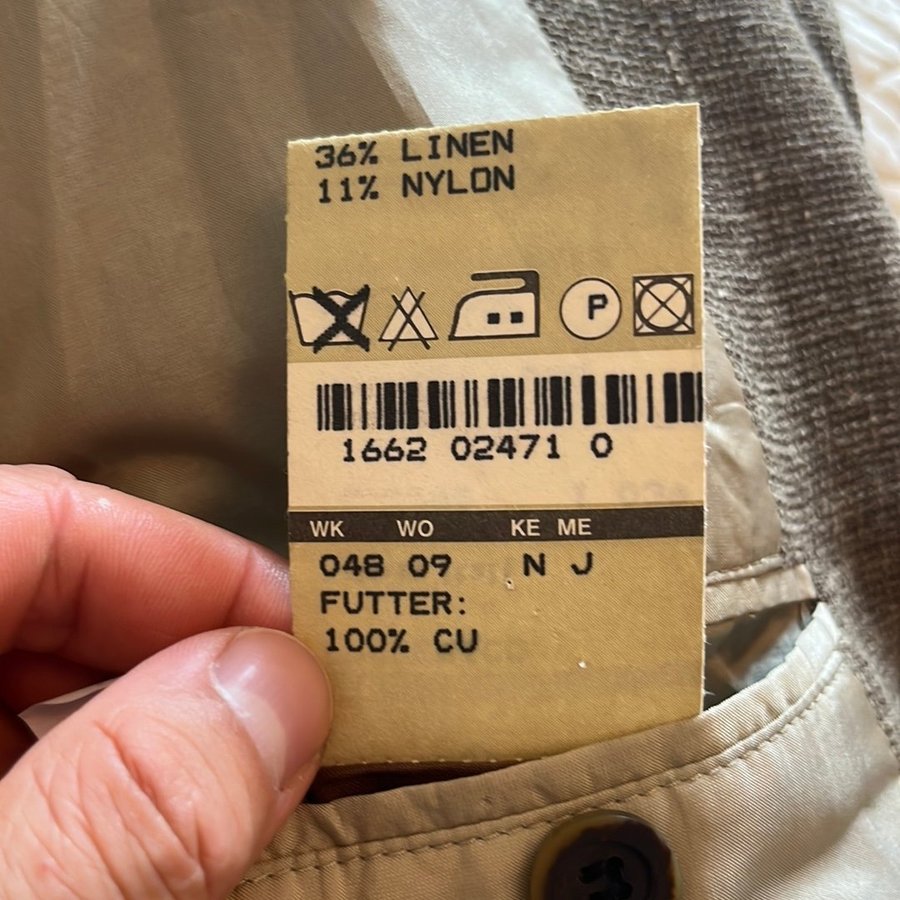 36% LINEN
11% NYLON
P
1662 02471 0
WK WO KE ME
048 09 N J
FUTTER:
100% CU